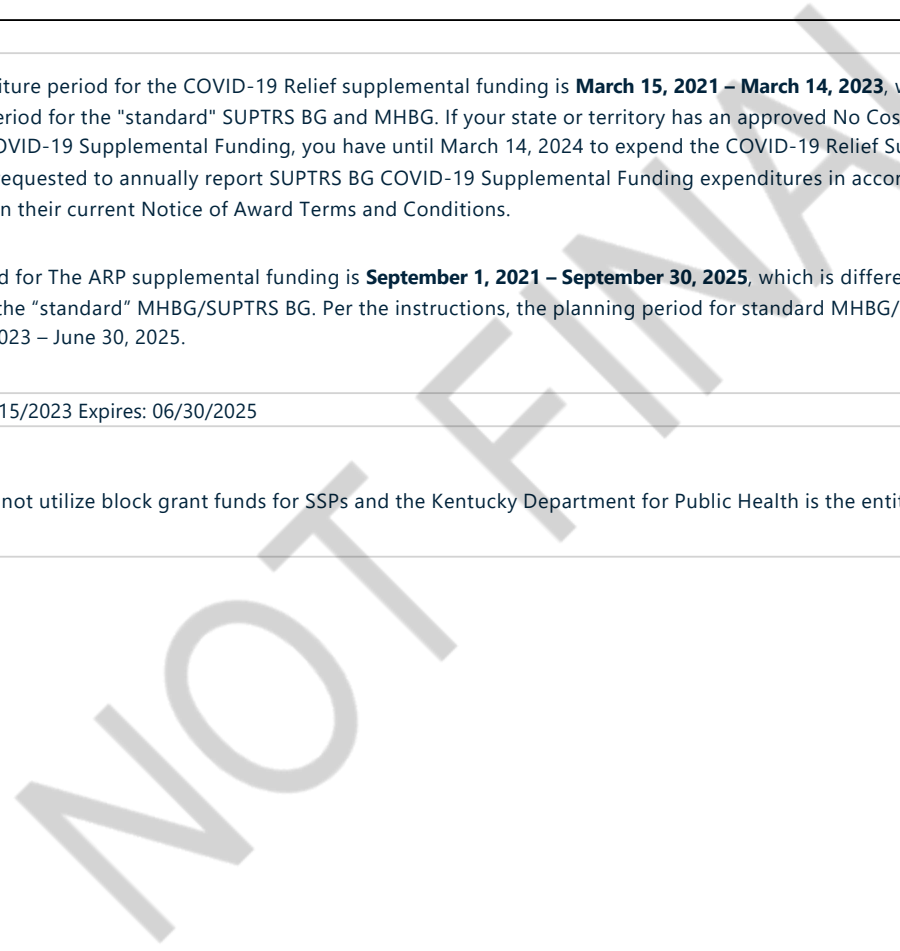 iture period for the COVID-19 Relief supplemental funding is March 15, 2021 – March 14, 2023,
eriod for the "standard" SUPTRS BG and MHBG. If your state or territory has an approved No Cos
OVID-19 Supplemental Funding, you have until March 14, 2024 to expend the COVID-19 Relief Su
equested to annually report SUPTRS BG COVID-19 Supplemental Funding expenditures in accor
n their current Notice of Award Terms and Conditions.
d for The ARP supplemental funding is September 1, 2021 – September 30, 2025, which is differe
the “standard” MHBG/SUPTRS BG. Per the instructions, the planning period for standard MHBG/
023 – June 30, 2025.
15/2023 Expires: 06/30/2025
not utilize block grant funds for SSPs and the Kentucky Department for Public Health is the enti
NOT FINAL